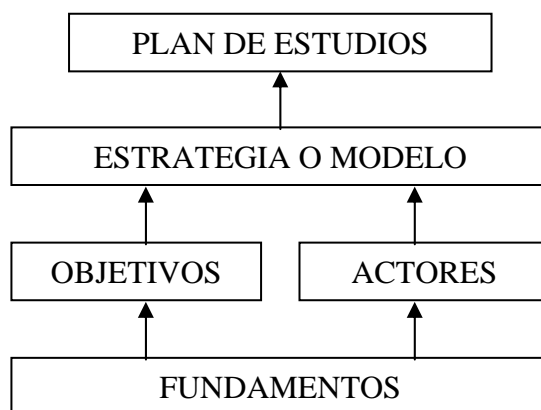 PLAN DE ESTUDIOS
ESTRATEGIA O MODELO
OBJETIVOS
ACTORES
FUNDAMENTOS